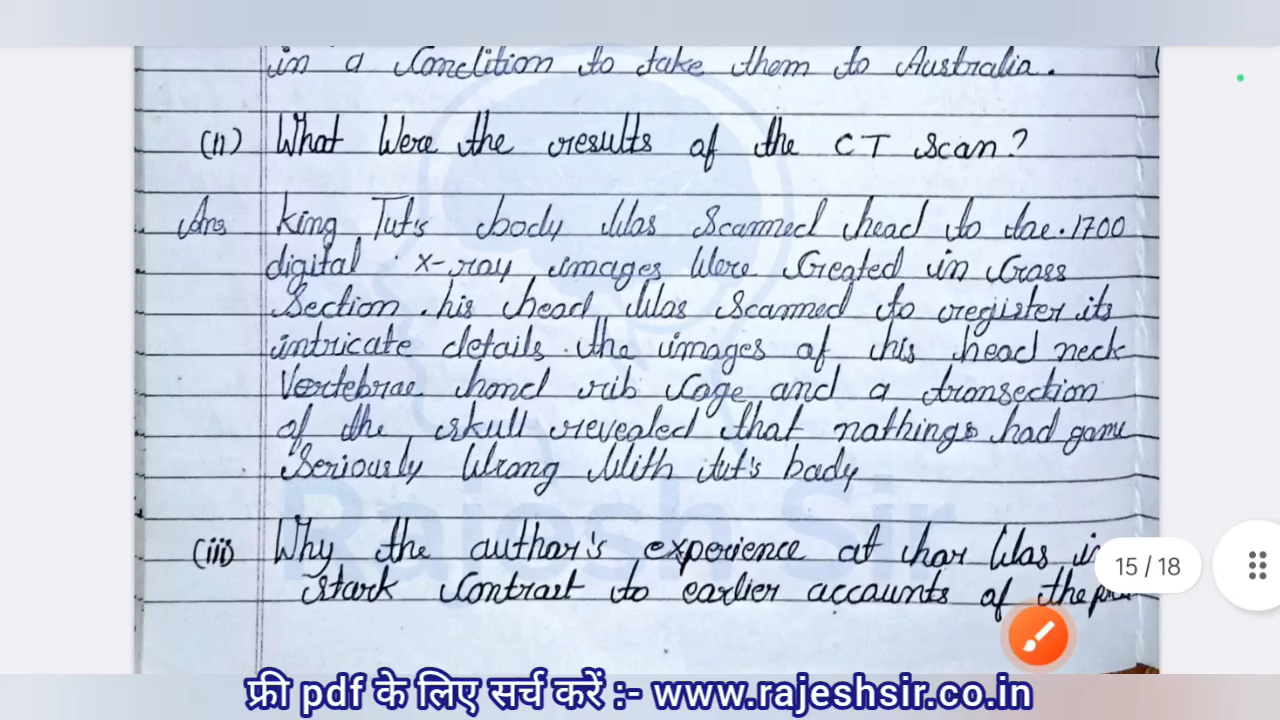 in a Condition to take them to Australia.
(ii) What Were the results of the CT Scan?
Ans King Tut's body Was Scanned head to toe. 1700
digital x-ray images Were Created in Cross
Section. his head Was Scanned to register its
intricate details. the images of his head neck
Vertebrae hand rib Cage and a transection
of the skull revealed that nothing had gone
Seriously Wrong With tut's body
(iii) Why the author's experience at har Was in
Stark Contrast to earlier accounts of the
15 / 18
Rajesh Sir
फ्री pdf के लिए सर्च करें :- www.rajeshsir.co.in